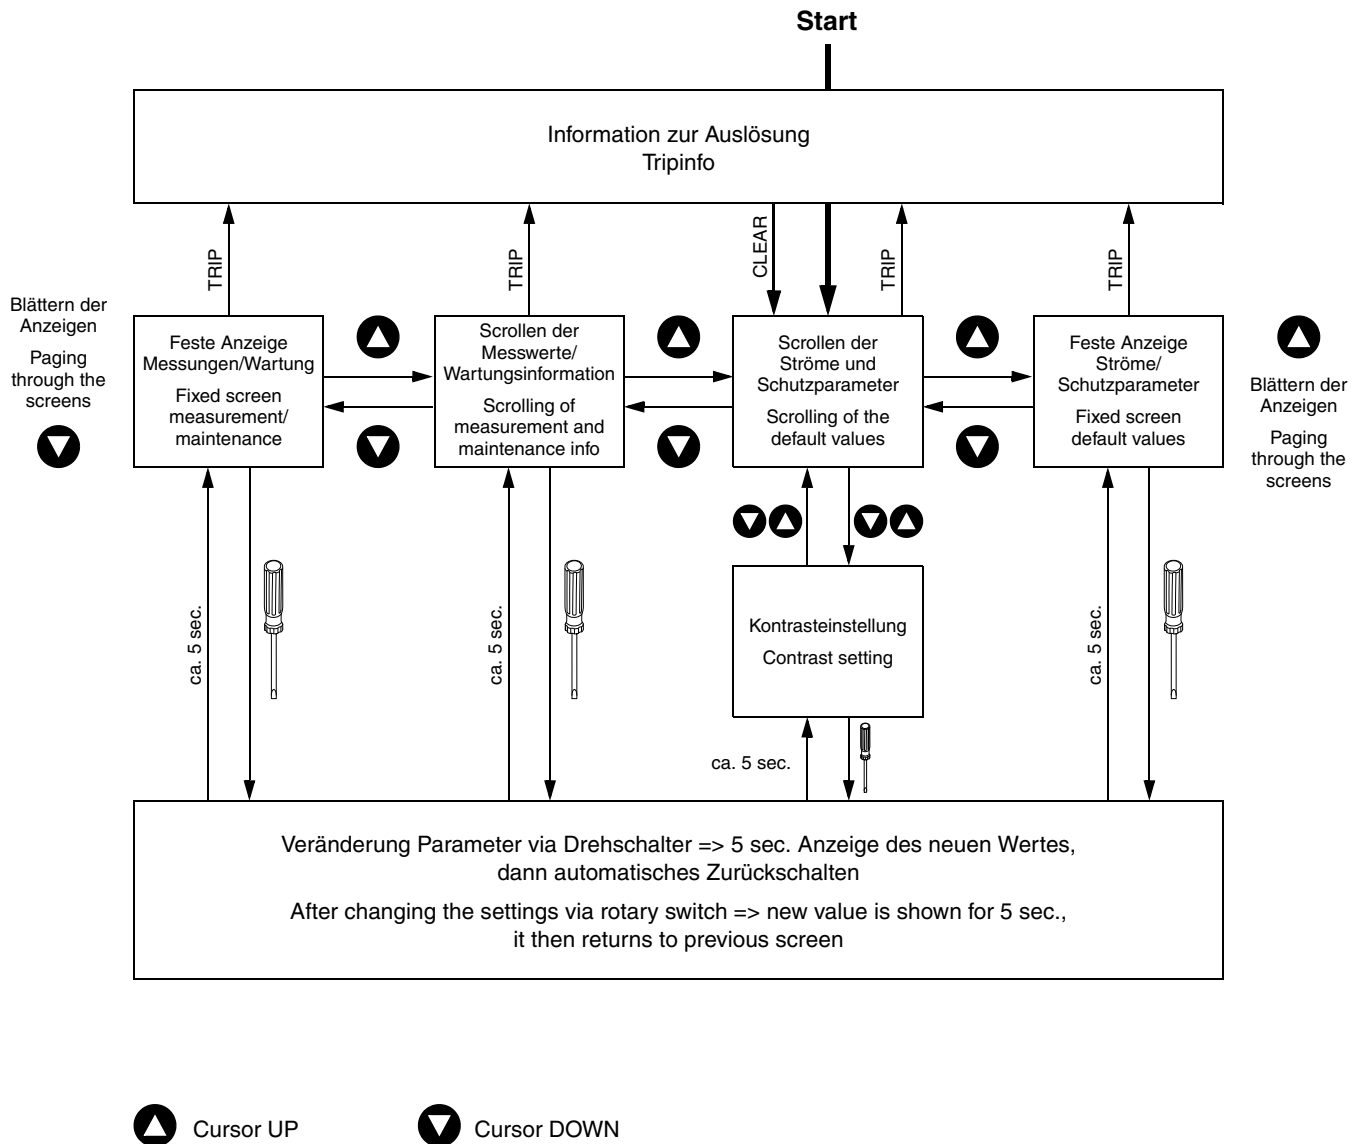 Start
Information zur Auslösung
Tripinfo
TRIP
TRIP
CLEAR
TRIP
TRIP
Blättern der
Anzeigen
Paging
through the
screens
Feste Anzeige
Messungen/Wartung
Fixed screen
measurement/
maintenance
Scrollen der
Messwerte/
Wartungsinformation
Scrolling of
measurement and
maintenance info
Scrollen der
Ströme und
Schutzparameter
Scrolling of the
default values
Feste Anzeige
Ströme/
Schutzparameter
Fixed screen
default values
Blättern der
Anzeigen
Paging
through the
screens
ca. 5 sec.
ca. 5 sec.
Kontrasteinstellung
Contrast setting
ca. 5 sec.
ca. 5 sec.
Veränderung Parameter via Drehschalter => 5 sec. Anzeige des neuen Wertes,
dann automatisches Zurückschalten
After changing the settings via rotary switch => new value is shown for 5 sec.,
it then returns to previous screen
Cursor UP
Cursor DOWN